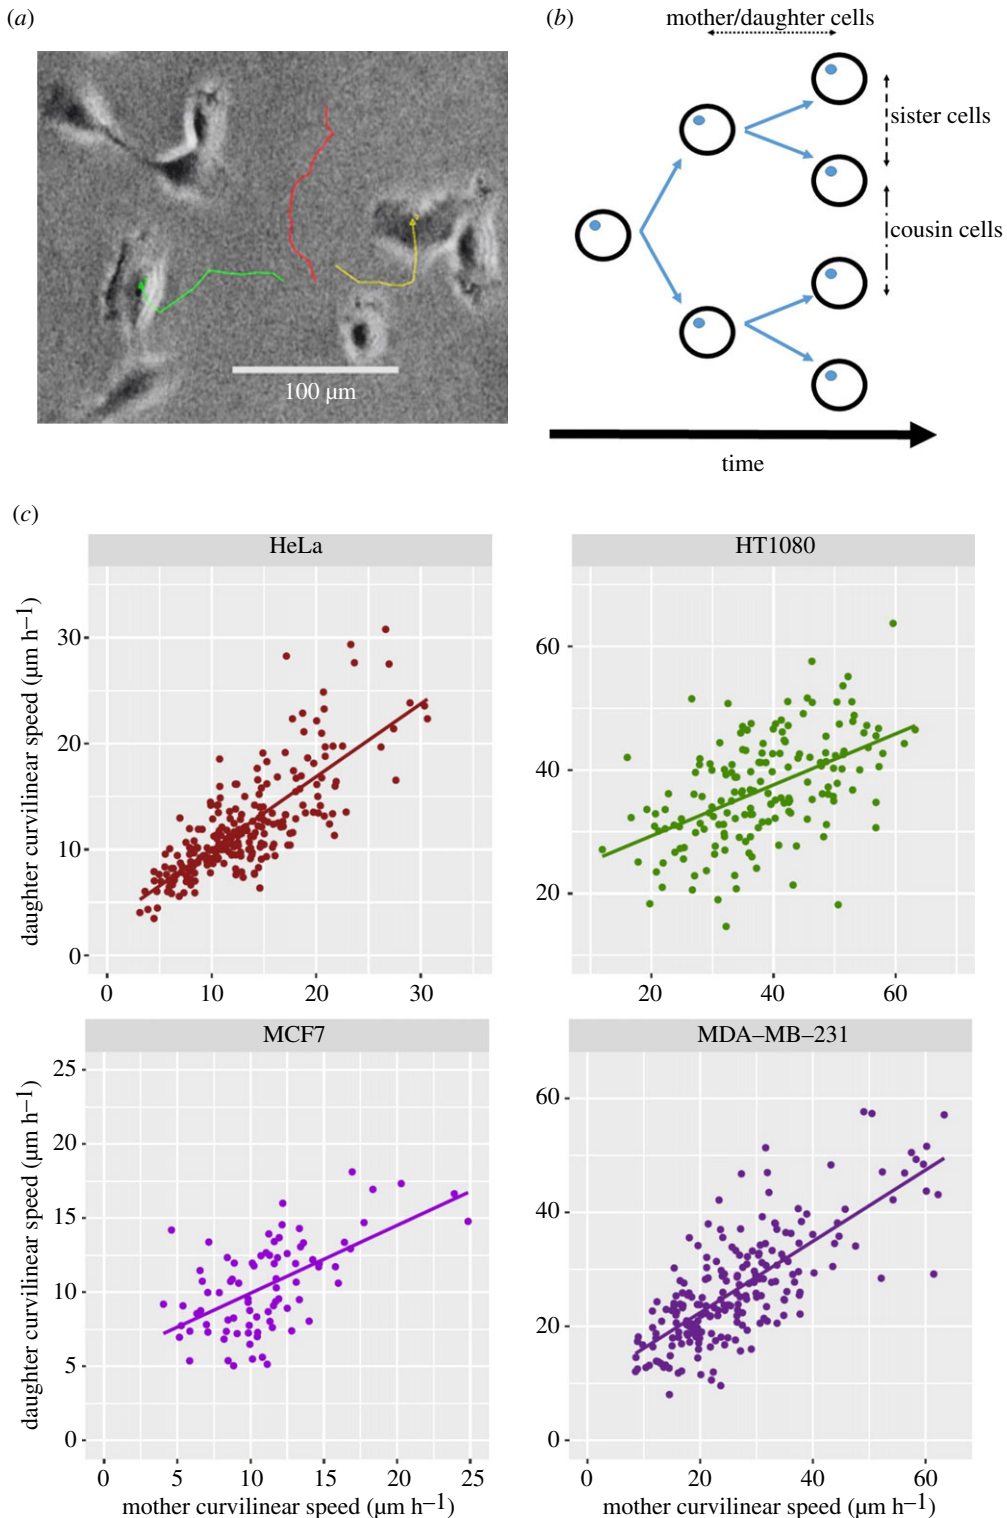 (a)
100 µm
(b)
mother/daughter cells
sister cells
cousin cells
time
(c)
HeLa
daughter curvilinear speed (µm h–1)
30
20
10
0
0 10 20 30
HT1080
60
40
20
20 40 60
MCF7
daughter curvilinear speed (µm h–1)
25
20
15
10
5
0
0 5 10 15 20 25
mother curvilinear speed (µm h–1)
MDA–MB–231
60
40
20
0
0 20 40 60
mother curvilinear speed (µm h–1)